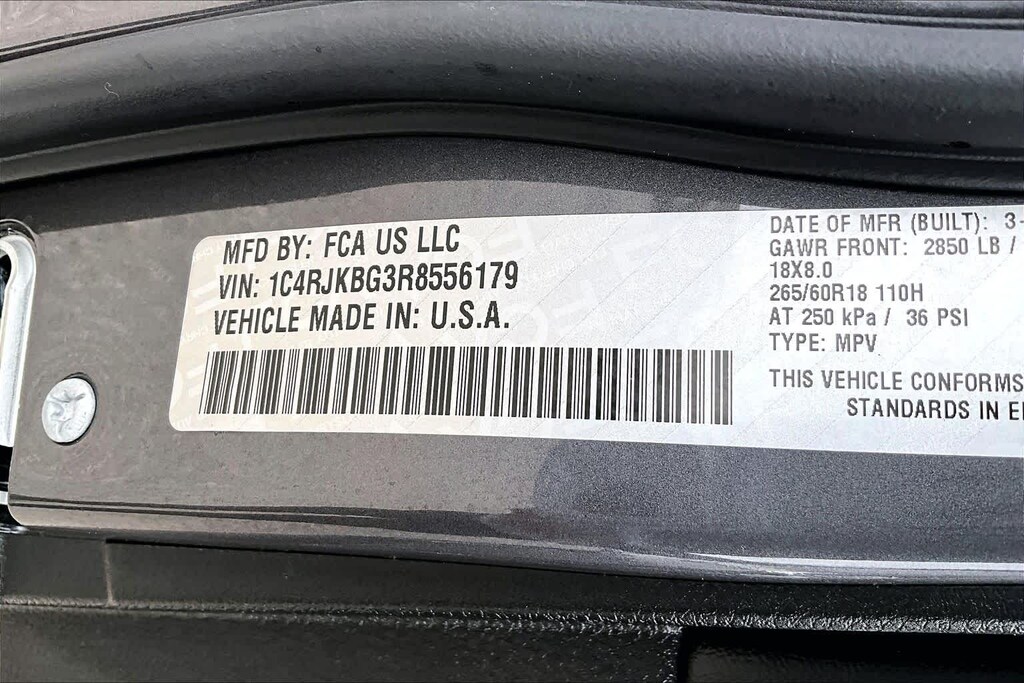 MFD BY: FCA US LLC
VIN: 1C4RJKBG3R8556179
VEHICLE MADE IN: U.S.A.
DATE OF MFR (BUILT): 3-
GAWR FRONT: 2850 LB /
18X8.0
265/60R18 110H
AT 250 kPa / 36 PSI
TYPE: MPV
THIS VEHICLE CONFORMS
STANDARDS IN